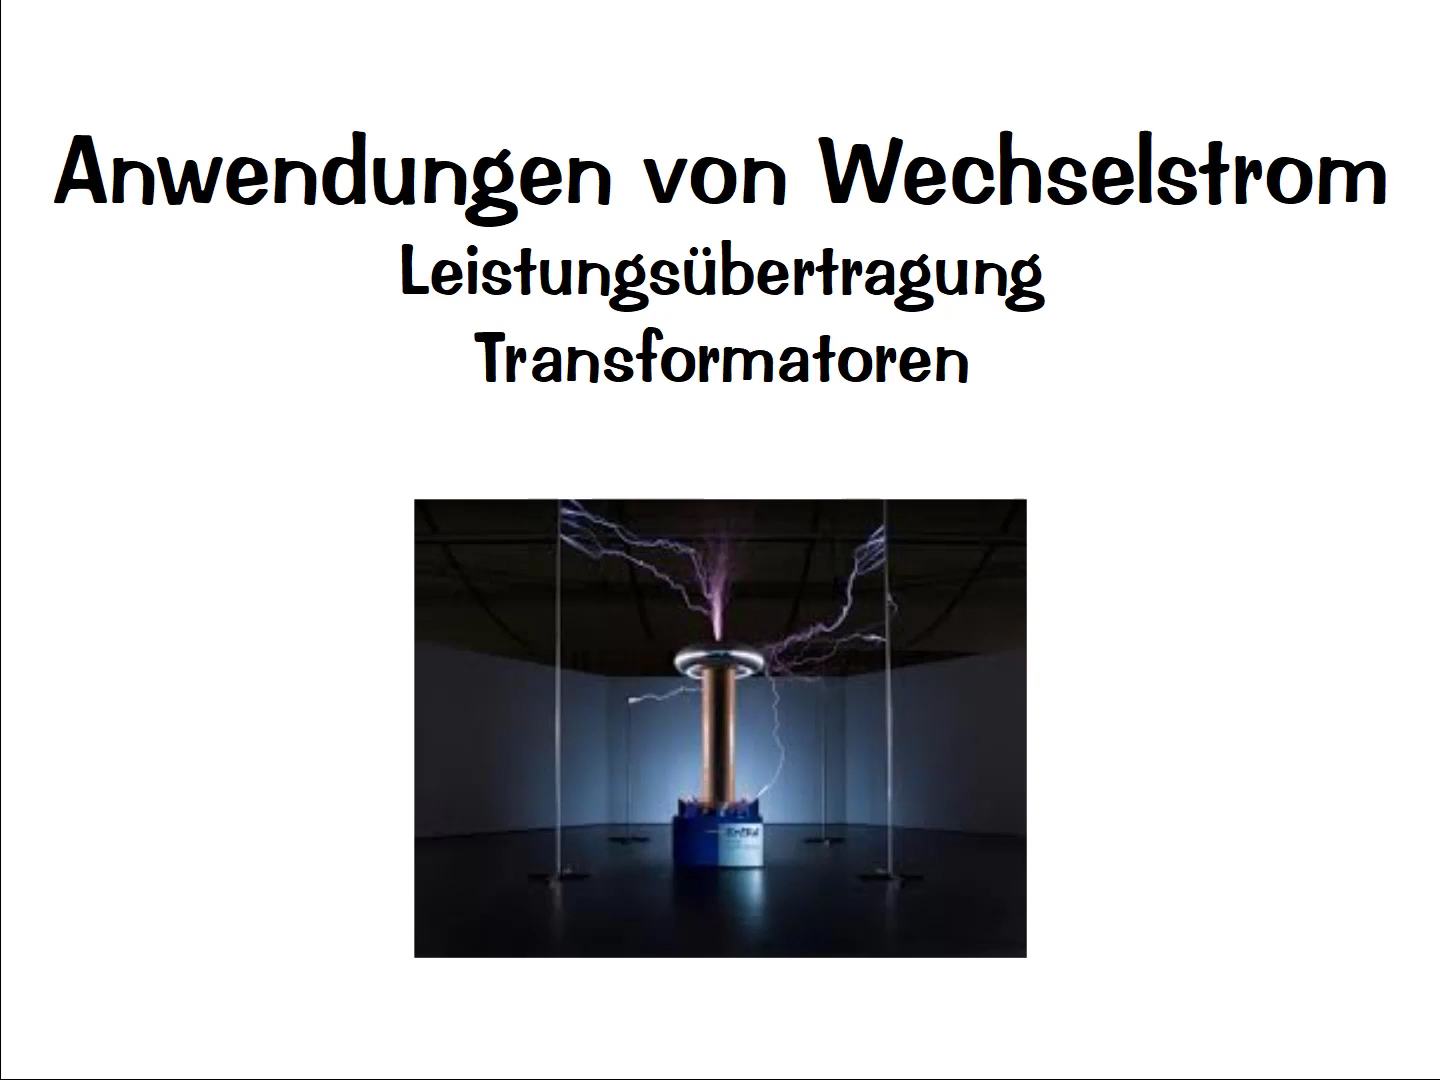 Anwendungen von Wechselstrom
Leistungsübertragung
Transformatoren